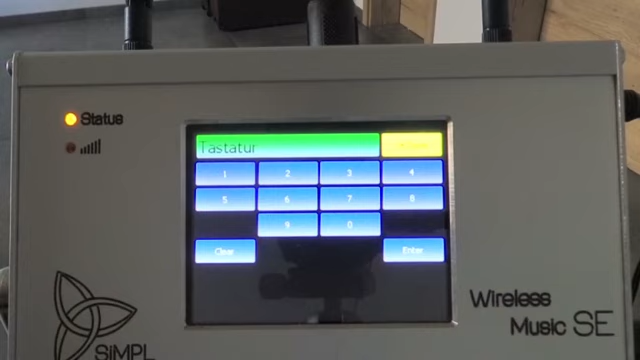 Status
Tastatur
1 2 3 4
5 6 7 8
9 0
Clear Enter
Wireless
Music SE
SiMPL